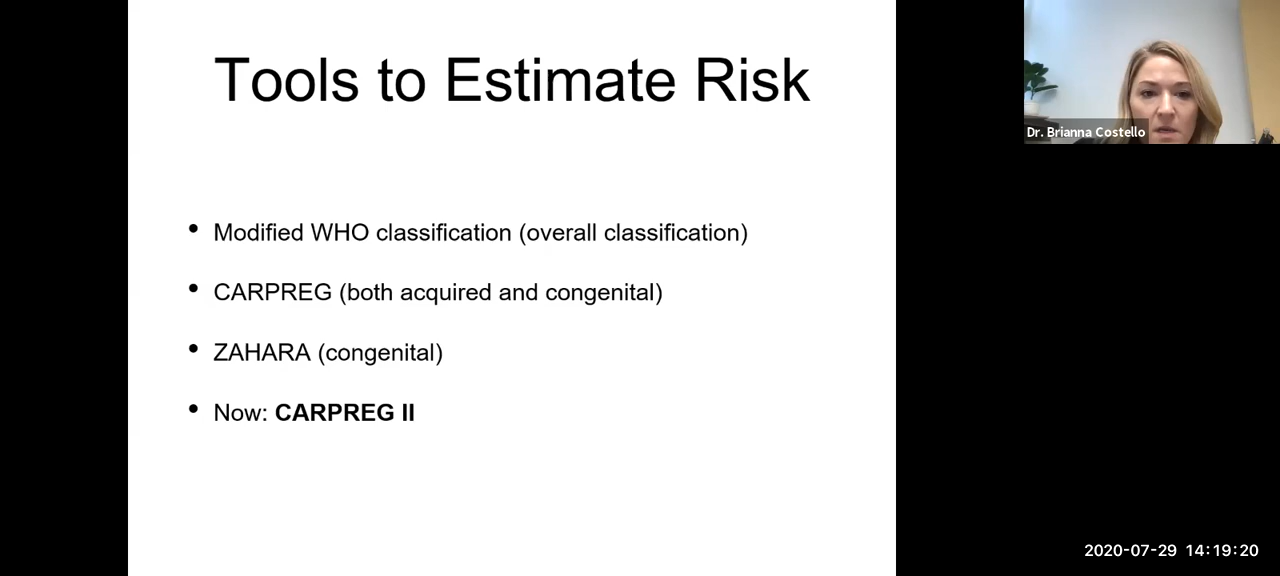 Tools to Estimate Risk
• Modified WHO classification (overall classification)
• CARPREG (both acquired and congenital)
• ZAHARA (congenital)
• Now: CARPREG II
Dr. Brianna Costello
2020-07-29 14:19:20